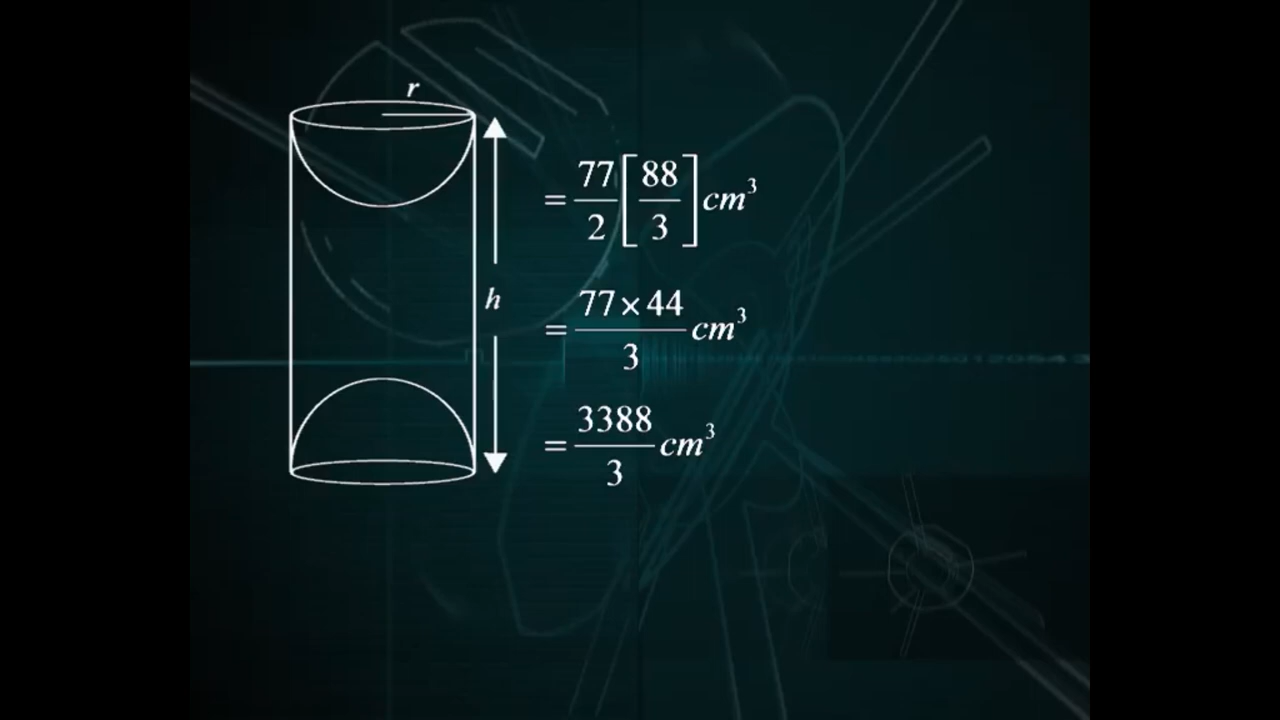 r
h
= 77/2 [88/3] cm³
= 77×44/3 cm³
= 3388/3 cm³